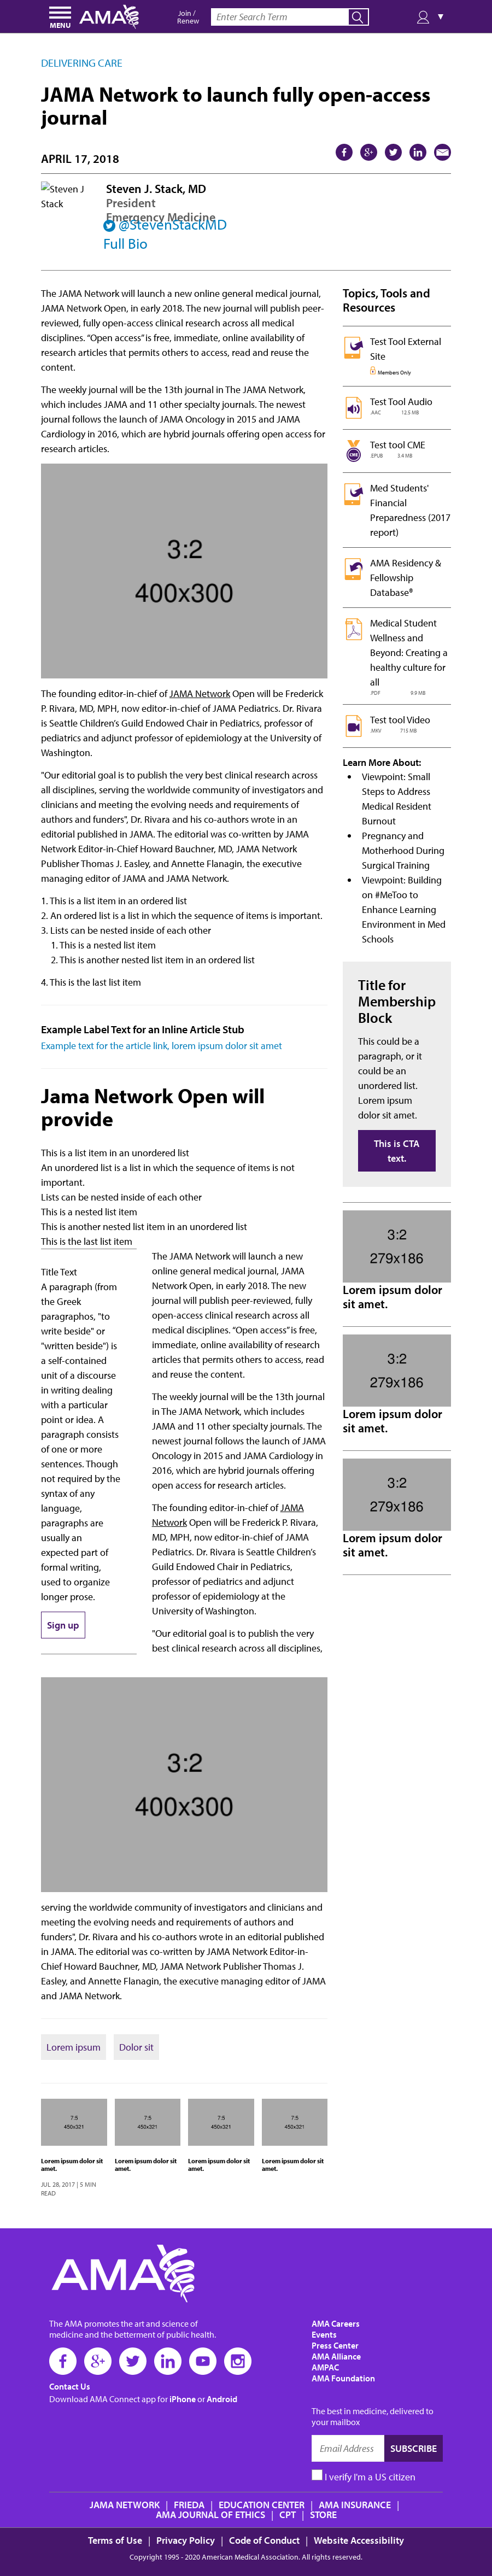 MENU
AMA
Join /
Renew
Enter Search Term
DELIVERING CARE
JAMA Network to launch fully open-access
journal
APRIL 17, 2018
Steven J
Stack
Steven J. Stack, MD
President
Emergency Medicine
@StevenStackMD
Full Bio
The JAMA Network will launch a new online general medical journal,
JAMA Network Open, in early 2018. The new journal will publish peer-
reviewed, fully open-access clinical research across all medical
disciplines. “Open access” is free, immediate, online availability of
research articles that permits others to access, read and reuse the
content.
The weekly journal will be the 13th journal in The JAMA Network,
which includes JAMA and 11 other specialty journals. The newest
journal follows the launch of JAMA Oncology in 2015 and JAMA
Cardiology in 2016, which are hybrid journals offering open access for
research articles.
3:2
400x300
The founding editor-in-chief of JAMA Network Open will be Frederick
P. Rivara, MD, MPH, now editor-in-chief of JAMA Pediatrics. Dr. Rivara
is Seattle Children’s Guild Endowed Chair in Pediatrics, professor of
pediatrics and adjunct professor of epidemiology at the University of
Washington.
"Our editorial goal is to publish the very best clinical research across
all disciplines, serving the worldwide community of investigators and
clinicians and meeting the evolving needs and requirements of
authors and funders", Dr. Rivara and his co-authors wrote in an
editorial published in JAMA. The editorial was co-written by JAMA
Network Editor-in-Chief Howard Bauchner, MD, JAMA Network
Publisher Thomas J. Easley, and Annette Flanagin, the executive
managing editor of JAMA and JAMA Network.
1. This is a list item in an ordered list
2. An ordered list is a list in which the sequence of items is important.
3. Lists can be nested inside of each other
1. This is a nested list item
2. This is another nested list item in an ordered list
4. This is the last list item
Example Label Text for an Inline Article Stub
Example text for the article link, lorem ipsum dolor sit amet
Jama Network Open will
provide
This is a list item in an unordered list
An unordered list is a list in which the sequence of items is not
important.
Lists can be nested inside of each other
This is a nested list item
This is another nested list item in an unordered list
This is the last list item
Title Text
A paragraph (from
the Greek
paragraphos, "to
write beside" or
"written beside") is
a self-contained
unit of a discourse
in writing dealing
with a particular
point or idea. A
paragraph consists
of one or more
sentences. Though
not required by the
syntax of any
language,
paragraphs are
usually an
expected part of
formal writing,
used to organize
longer prose.
Sign up
The JAMA Network will launch a new
online general medical journal, JAMA
Network Open, in early 2018. The new
journal will publish peer-reviewed, fully
open-access clinical research across all
medical disciplines. “Open access” is free,
immediate, online availability of research
articles that permits others to access, read
and reuse the content.
The weekly journal will be the 13th journal
in The JAMA Network, which includes
JAMA and 11 other specialty journals. The
newest journal follows the launch of JAMA
Oncology in 2015 and JAMA Cardiology in
2016, which are hybrid journals offering
open access for research articles.
The founding editor-in-chief of JAMA
Network Open will be Frederick P. Rivara,
MD, MPH, now editor-in-chief of JAMA
Pediatrics. Dr. Rivara is Seattle Children’s
Guild Endowed Chair in Pediatrics,
professor of pediatrics and adjunct
professor of epidemiology at the
University of Washington.
"Our editorial goal is to publish the very
best clinical research across all disciplines,
3:2
400x300
serving the worldwide community of investigators and clinicians and
meeting the evolving needs and requirements of authors and
funders", Dr. Rivara and his co-authors wrote in an editorial published
in JAMA. The editorial was co-written by JAMA Network Editor-in-
Chief Howard Bauchner, MD, JAMA Network Publisher Thomas J.
Easley, and Annette Flanagin, the executive managing editor of JAMA
and JAMA Network.
Lorem ipsum
Dolor sit
7:5
450x321
Lorem ipsum dolor sit
amet.
JUL 28, 2017 | 5 MIN
READ
7:5
450x321
Lorem ipsum dolor sit
amet.
7:5
450x321
Lorem ipsum dolor sit
amet.
7:5
450x321
Lorem ipsum dolor sit
amet.
Topics, Tools and
Resources
Test Tool External
Site
Members Only
Test Tool Audio
.AAC 12.5 MB
CME
Test tool CME
.EPUB 3.4 MB
Med Students'
Financial
Preparedness (2017
report)
AMA Residency &
Fellowship
Database®
Medical Student
Wellness and
Beyond: Creating a
healthy culture for
all
.PDF 9.9 MB
Test tool Video
.MKV 715 MB
Learn More About:
• Viewpoint: Small
Steps to Address
Medical Resident
Burnout
• Pregnancy and
Motherhood During
Surgical Training
• Viewpoint: Building
on #MeToo to
Enhance Learning
Environment in Med
Schools
Title for
Membership
Block
This could be a
paragraph, or it
could be an
unordered list.
Lorem ipsum
dolor sit amet.
This is CTA
text.
3:2
279x186
Lorem ipsum dolor
sit amet.
3:2
279x186
Lorem ipsum dolor
sit amet.
3:2
279x186
Lorem ipsum dolor
sit amet.
AMA
The AMA promotes the art and science of
medicine and the betterment of public health.
Contact Us
Download AMA Connect app for iPhone or Android
AMA Careers
Events
Press Center
AMA Alliance
AMPAC
AMA Foundation
The best in medicine, delivered to
your mailbox
Email Address
SUBSCRIBE
I verify I'm a US citizen
JAMA NETWORK | FRIEDA | EDUCATION CENTER | AMA INSURANCE |
AMA JOURNAL OF ETHICS | CPT | STORE
Terms of Use | Privacy Policy | Code of Conduct | Website Accessibility
Copyright 1995 - 2020 American Medical Association. All rights reserved.